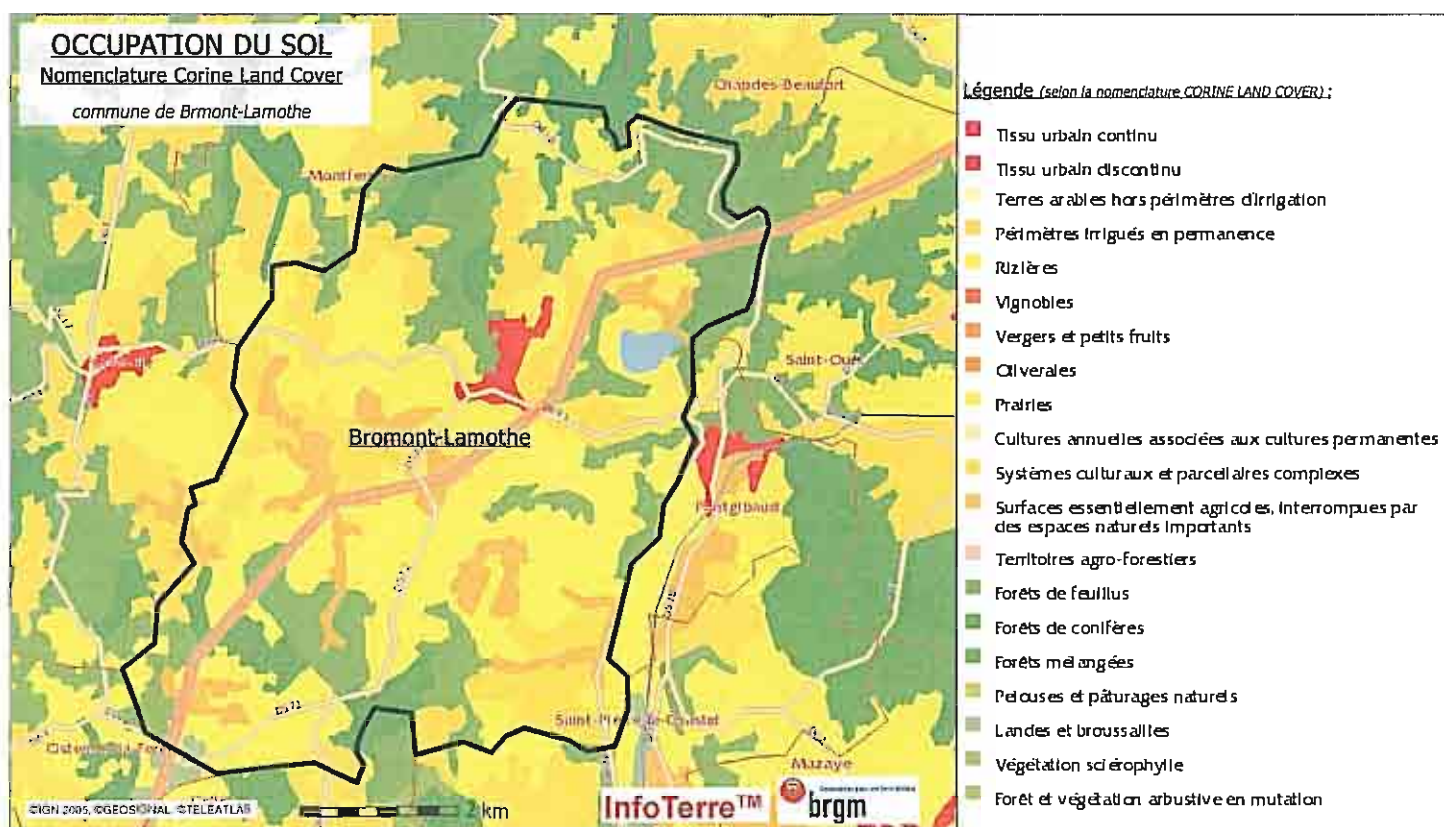 OCCUPATION DU SOL
Nomenclature Corine Land Cover
commune de Brmont-Lamothe
Chapdes-Beaufort
Bromont-Lamothe
Saint-Pierre-le-Chastel
Mazaye
©IGN 2005, ©GEOSIGNAL ©TELEATLAS
2 km
InfoTerre™
brgm
Légende (selon la nomenclature CORINE LAND COVER) :
Tissu urbain continu
Tissu urbain discontinu
Terres arables hors périmètres d'irrigation
Périmètres irrigués en permanence
Rizières
Vignobles
Vergers et petits fruits
Oliveraies
Prairies
Cultures annuelles associées aux cultures permanentes
Systèmes culturaux et parcellaires complexes
Surfaces essentiellement agricoles, interrompues par
des espaces naturels importants
Territoires agro-forestiers
Forêts de feuillus
Forêts de conifères
Forêts mélangées
Pelouses et pâturages naturels
Landes et broussailles
Végétation sclérophylle
Forêt et végétation arbustive en mutation